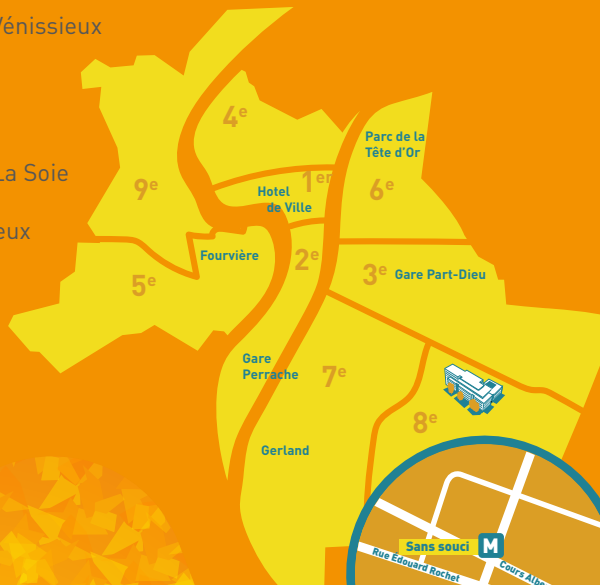 Vénissieux
La Soie
eux
4e
Parc de la
Tête d'Or
9e
1er
Hotel
de Ville
6e
Fourvière
2e
3e
Gare Part-Dieu
5e
Gare
Perrache
7e
8e
Gerland
Sans souci M
Rue Édouard Rochet
Cours Albe